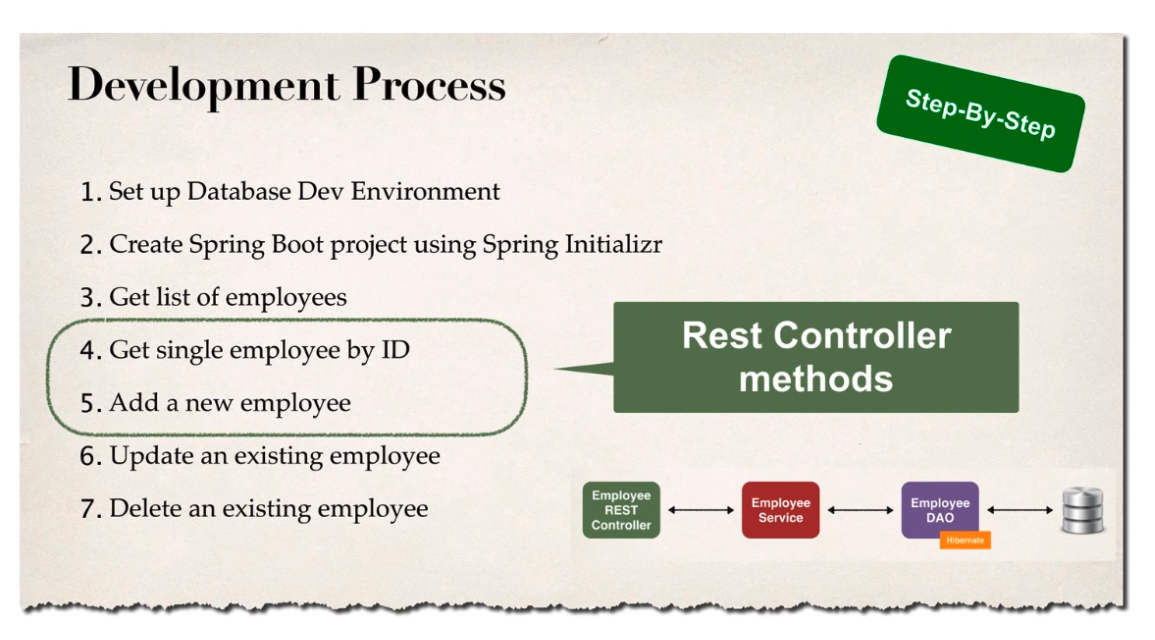 Development Process
Step-By-Step
1. Set up Database Dev Environment
2. Create Spring Boot project using Spring Initializr
3. Get list of employees
4. Get single employee by ID
5. Add a new employee
6. Update an existing employee
7. Delete an existing employee
Rest Controller
methods
Employee
REST
Controller
Employee
Service
Employee
DAO
Hibernate